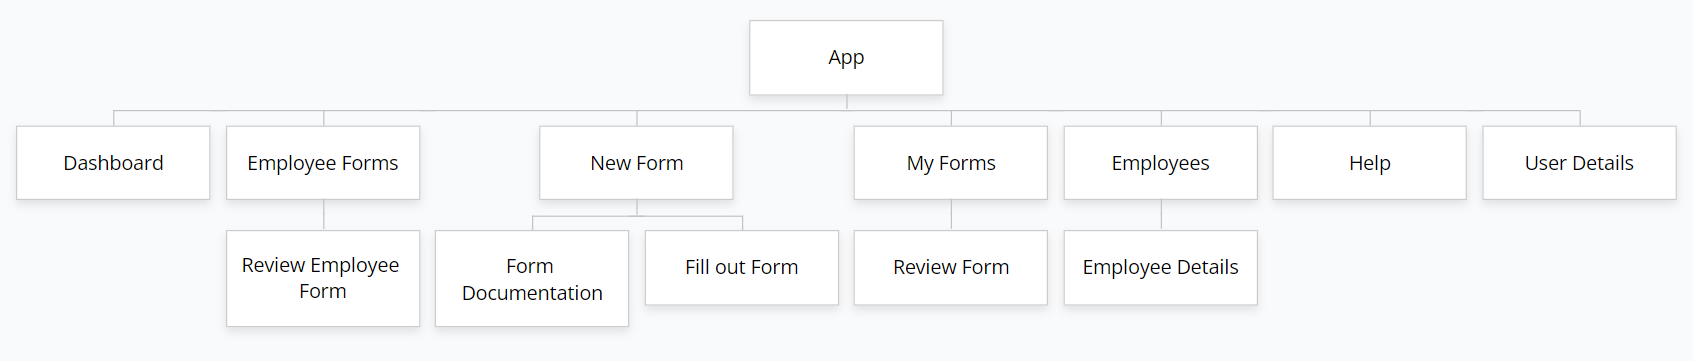 App
Dashboard
Employee Forms
New Form
My Forms
Employees
Help
User Details
Review Employee
Form
Form
Documentation
Fill out Form
Review Form
Employee Details